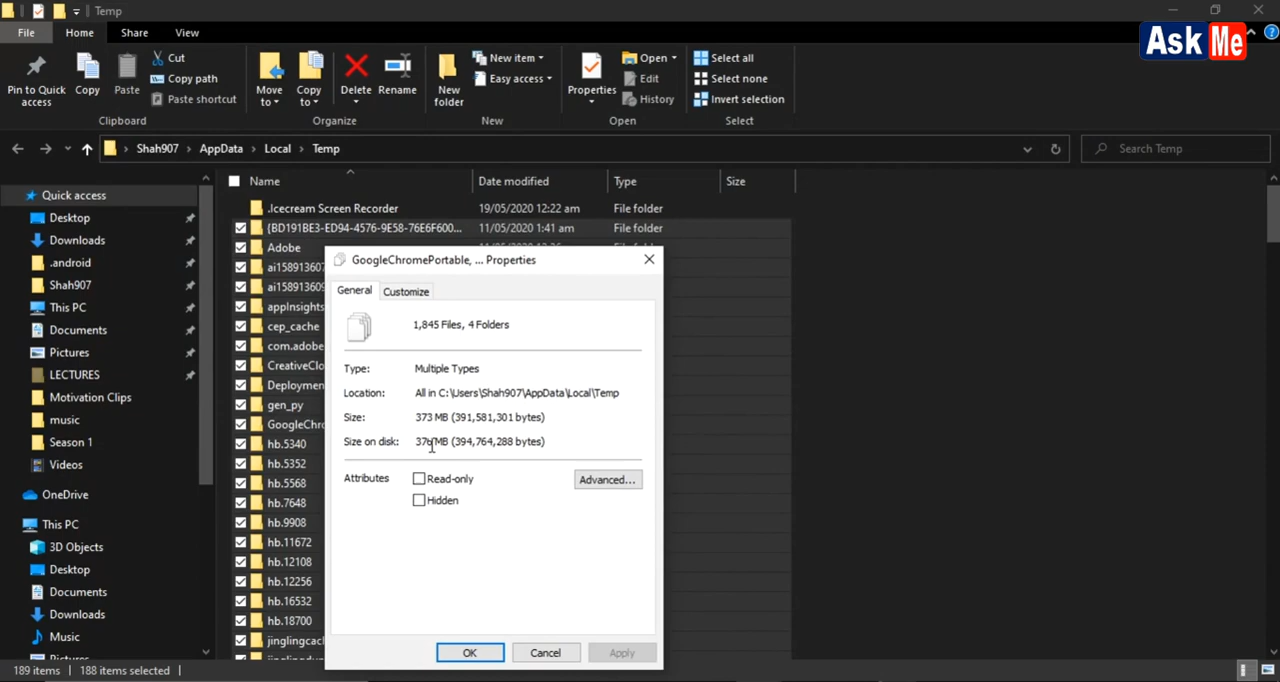 Temp
File Home Share View
Ask Me
Pin to Quick access
Copy
Paste
Cut
Copy path
Paste shortcut
Move to
Copy to
Delete
Rename
New folder
New item
Easy access
Properties
Open
Edit
History
Select all
Select none
Invert selection
Clipboard Organize New Open Select
Shah907 > AppData > Local > Temp
Search Temp
Name Date modified Type Size
Quick access
Desktop
Downloads
.android
Shah907
This PC
Documents
Pictures
LECTURES
Motivation Clips
music
Season 1
Videos
OneDrive
This PC
3D Objects
Desktop
Documents
Downloads
Music
Pictures
.Icecream Screen Recorder 19/05/2020 12:22 am File folder
{BD191BE3-ED94-4576-9E58-76E6F600... 11/05/2020 1:41 am File folder
Adobe
ai158913607
ai158913609
appInsights
cep_cache
com.adobe
CreativeClo
Deploymen
gen_py
GoogleChro
hb.5340
hb.5352
hb.5568
hb.7648
hb.9908
hb.11672
hb.12108
hb.12256
hb.16532
hb.18700
jinglingcac
GoogleChromePortable, ... Properties
General Customize
1,845 Files, 4 Folders
Type: Multiple Types
Location: All in C:\Users\Shah907\AppData\Local\Temp
Size: 373 MB (391,581,301 bytes)
Size on disk: 376 MB (394,764,288 bytes)
Attributes Read-only Advanced...
Hidden
OK Cancel Apply
189 items 188 items selected